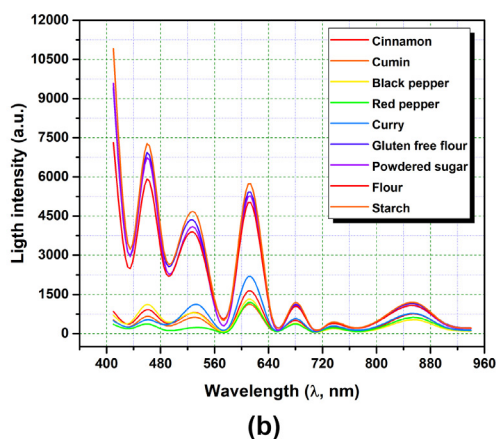 12000
10500
9000
7500
6000
4500
3000
1500
0
Ligth intensity (a.u.)
Cinnamon
Cumin
Black pepper
Red pepper
Curry
Gluten free flour
Powdered sugar
Flour
Starch
400 480 560 640 720 800 880 960
Wavelength (λ, nm)
(b)